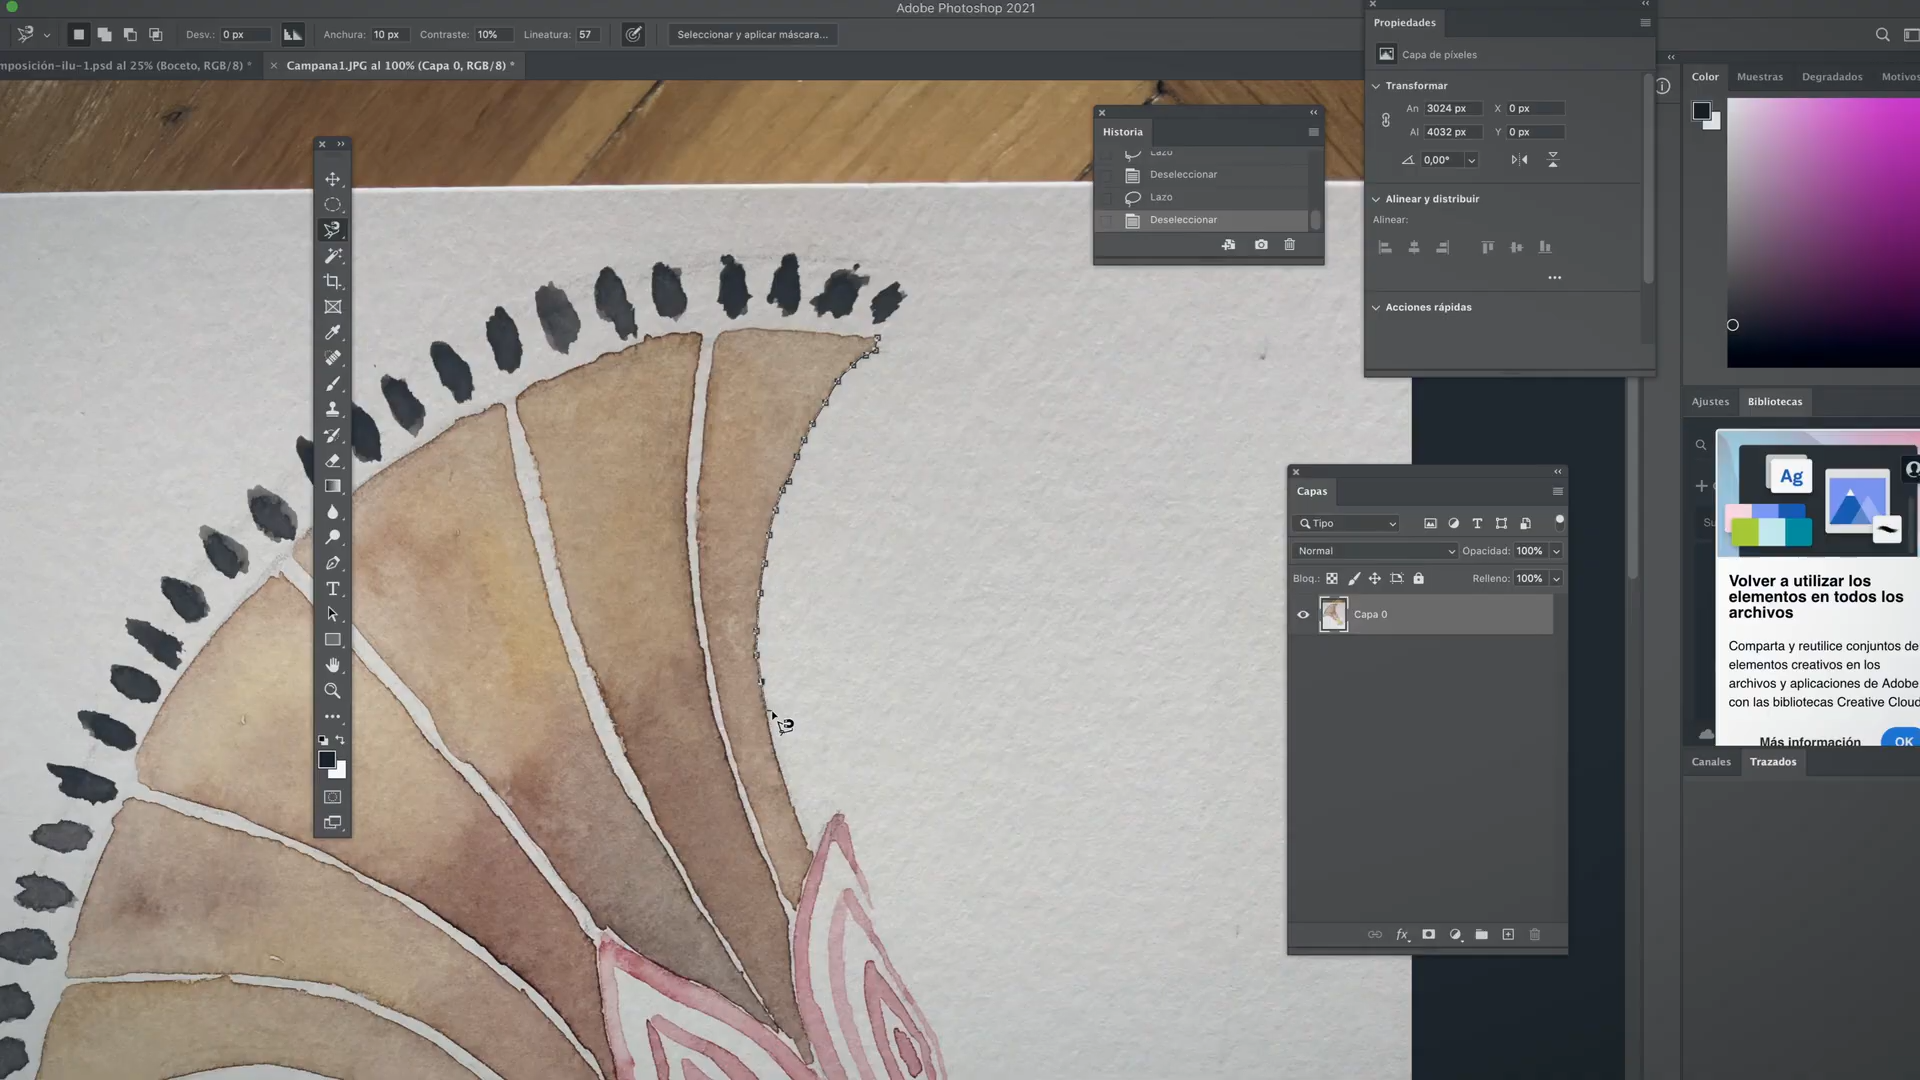 Adobe Photoshop 2021
Desv.: 0 px
Anchura: 10 px
Contraste: 10%
Lineatura: 57
Seleccionar y aplicar máscara...
mposición-ilu-1.psd al 25% (Boceto, RGB/8) *
Campana1.JPG al 100% (Capa 0, RGB/8) *
Historia
Lazo
Deseleccionar
Lazo
Deseleccionar
Propiedades
Capa de píxeles
Transformar
An 3024 px X 0 px
Al 4032 px Y 0 px
0,00°
Alinear y distribuir
Alinear:
Acciones rápidas
Color Muestras Degradados Motivos
Ajustes Bibliotecas
Ag
Volver a utilizar los
elementos en todos los
archivos
Comparta y reutilice conjuntos de
elementos creativos en los
archivos y aplicaciones de Adobe
con las bibliotecas Creative Cloud
Más información OK
Canales Trazados
Capas
Tipo
Normal Opacidad: 100%
Bloq.: Relleno: 100%
Capa 0
fx